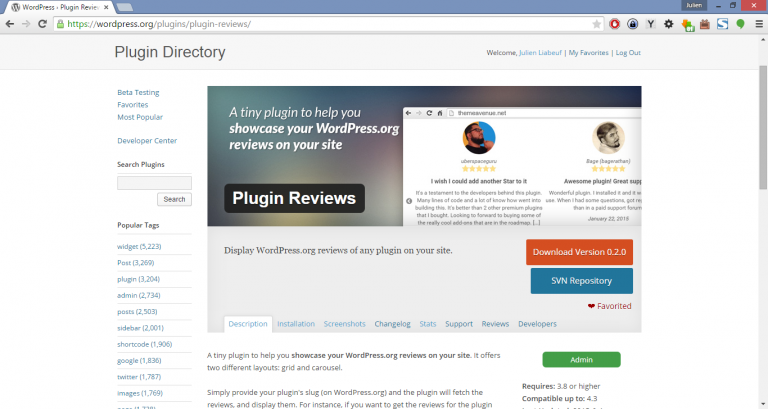 WordPress › Plugin Review
Julien
https://wordpress.org/plugins/plugin-reviews/
Plugin Directory
Welcome, Julien Liabeuf | My Favorites | Log Out
Beta Testing
Favorites
Most Popular
Developer Center
Search Plugins
Search
Popular Tags
widget (5,223)
Post (3,269)
plugin (3,204)
admin (2,734)
posts (2,503)
sidebar (2,001)
shortcode (1,906)
google (1,836)
twitter (1,787)
images (1,769)
A tiny plugin to help you
showcase your WordPress.org
reviews on your site
Plugin Reviews
themeavenue.net
uberspaceguru
I wish I could add another Star to it
It's a testament to the developers behind this plugin.
Many lines of code and a lot of know how went into
building this. It's better than 2 other premium plugins
that I bought. Looking forward to buying some of
the really cool add-ons that are in the roadmap. [...]
Bage (bagerathan)
Awesome plugin! Great sup
Wonderful plugin. I installed it and it w
use. When I had some questions, got re
than in a paid support forum
January 22, 2015
Display WordPress.org reviews of any plugin on your site.
Download Version 0.2.0
SVN Repository
❤ Favorited
Description Installation Screenshots Changelog Stats Support Reviews Developers
A tiny plugin to help you showcase your WordPress.org reviews on your site. It offers
two different layouts: grid and carousel.
Simply provide your plugin's slug (on WordPress.org) and the plugin will fetch the
reviews, and display them. For instance, if you want to get the reviews for the plugin
Admin
Requires: 3.8 or higher
Compatible up to: 4.3